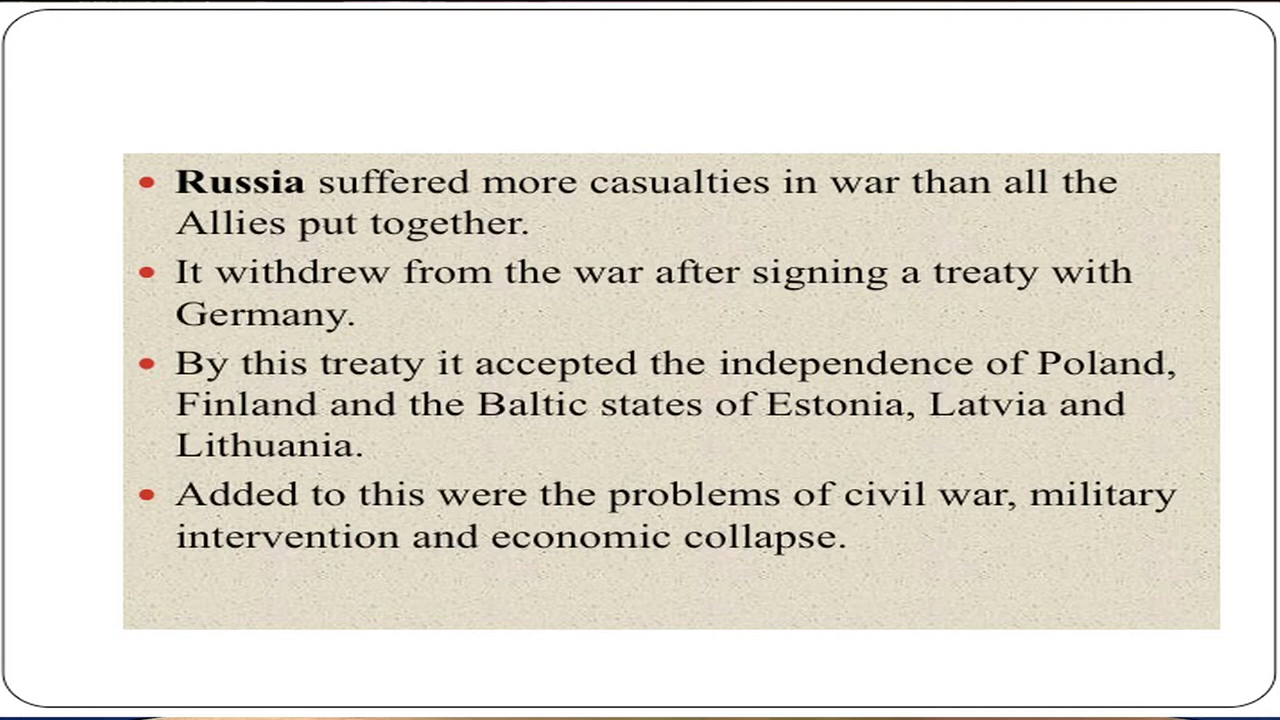 • Russia suffered more casualties in war than all the
Allies put together.
• It withdrew from the war after signing a treaty with
Germany.
• By this treaty it accepted the independence of Poland,
Finland and the Baltic states of Estonia, Latvia and
Lithuania.
• Added to this were the problems of civil war, military
intervention and economic collapse.